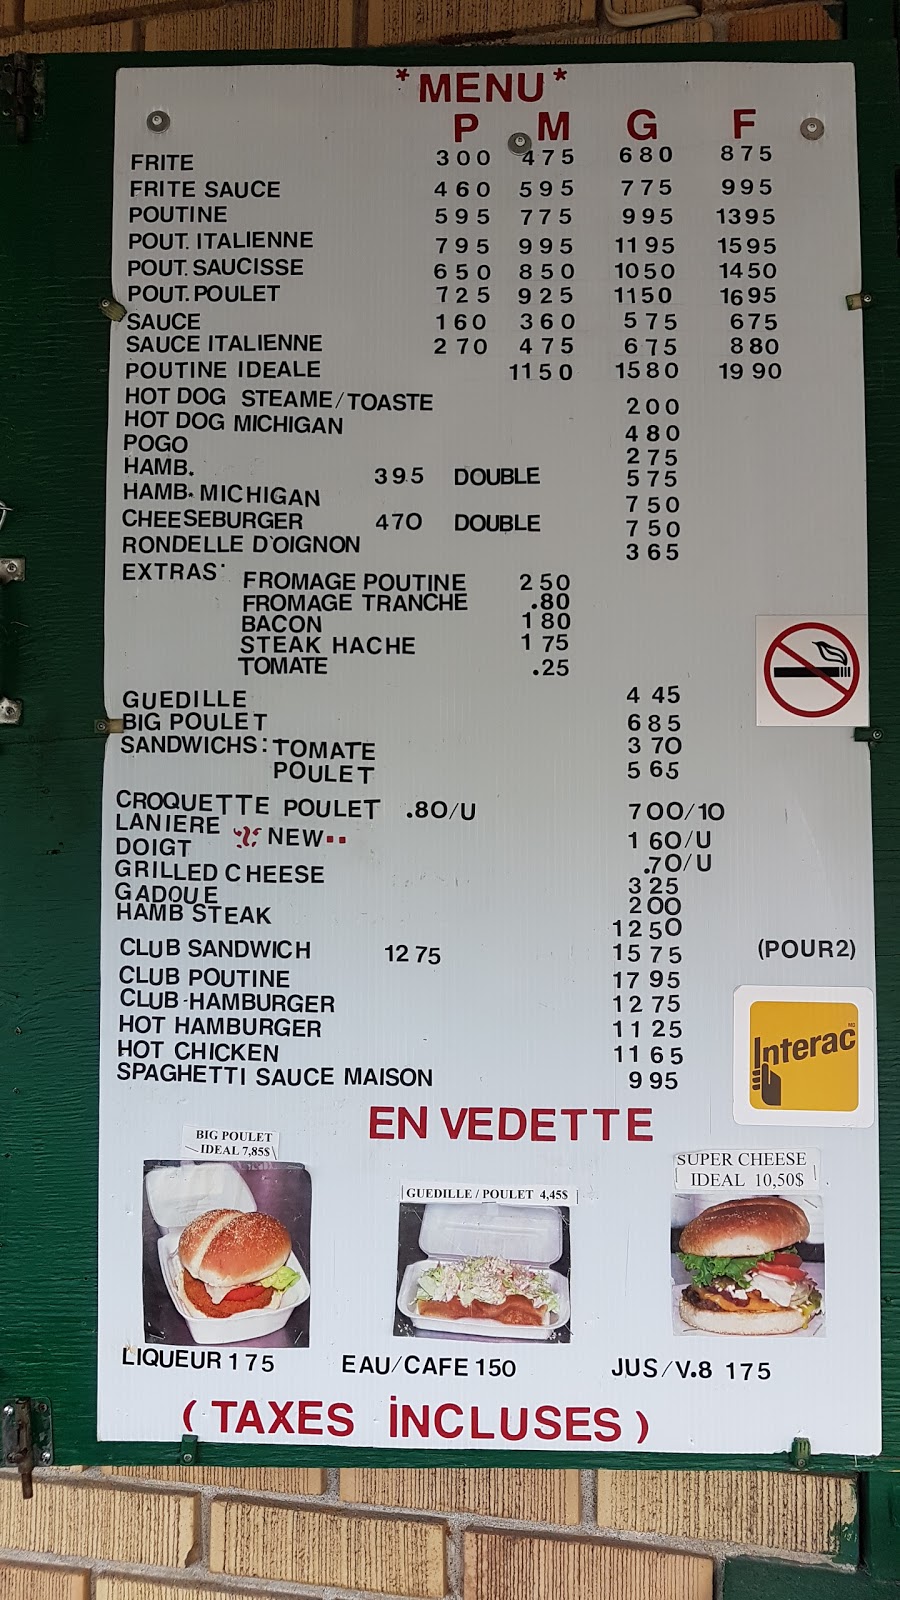 *MENU*
P M G F
FRITE 300 475 680 875
FRITE SAUCE 460 595 775 995
POUTINE 595 775 995 1395
POUT. ITALIENNE 795 995 1195 1595
POUT. SAUCISSE 650 850 1050 1450
POUT. POULET 725 925 1150 1695
SAUCE 160 360 575 675
SAUCE ITALIENNE 270 475 675 880
POUTINE IDEALE 1150 1580 1990
HOT DOG STEAME/TOASTE 200
HOT DOG MICHIGAN 480
POGO 275
HAMB. 395 DOUBLE 575
HAMB. MICHIGAN 750
CHEESEBURGER 470 DOUBLE 750
RONDELLE D'OIGNON 365
EXTRAS: FROMAGE POUTINE 250
FROMAGE TRANCHE .80
BACON 180
STEAK HACHE 175
TOMATE .25
GUEDILLE 445
BIG POULET 685
SANDWICHS: TOMATE 370
POULET 565
CROQUETTE POULET .80/U 700/10
LANIERE NEW.. 160/U
DOIGT .70/U
GRILLED CHEESE 325
GADOUE 200
HAMB STEAK 1250
CLUB SANDWICH 1275 1575 (POUR2)
CLUB POUTINE 1795
CLUB-HAMBURGER 1275
HOT HAMBURGER 1125
HOT CHICKEN 1165
SPAGHETTI SAUCE MAISON 995
Interac MD
EN VEDETTE
BIG POULET
IDEAL 7,85$
GUEDILLE / POULET 4,45$
SUPER CHEESE
IDEAL 10,50$
LIQUEUR 175 EAU/CAFE 150 JUS/V.8 175
( TAXES iNCLUSES )